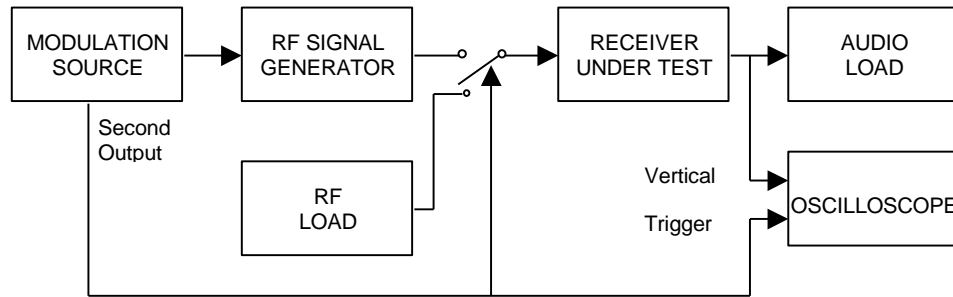 MODULATION
SOURCE
RF SIGNAL
GENERATOR
RECEIVER
UNDER TEST
AUDIO
LOAD
Second
Output
RF
LOAD
Vertical
Trigger
OSCILLOSCOPE